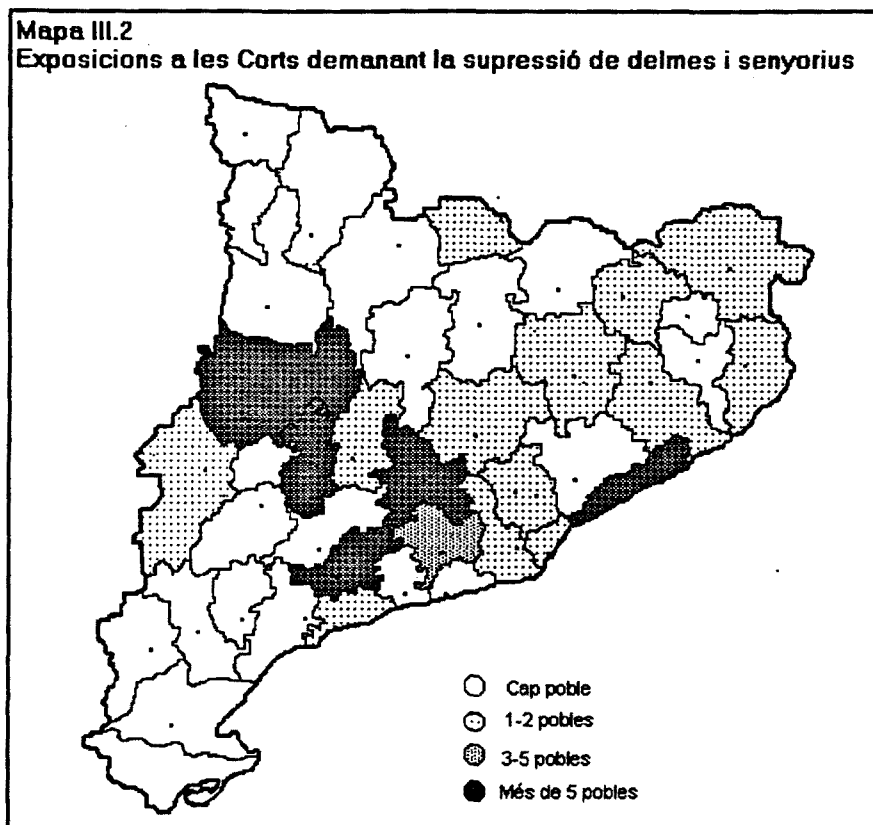 Mapa III.2
Exposicions a les Corts demanant la supressió de delmes i senyorius
Cap poble
1-2 pobles
3-5 pobles
Més de 5 pobles